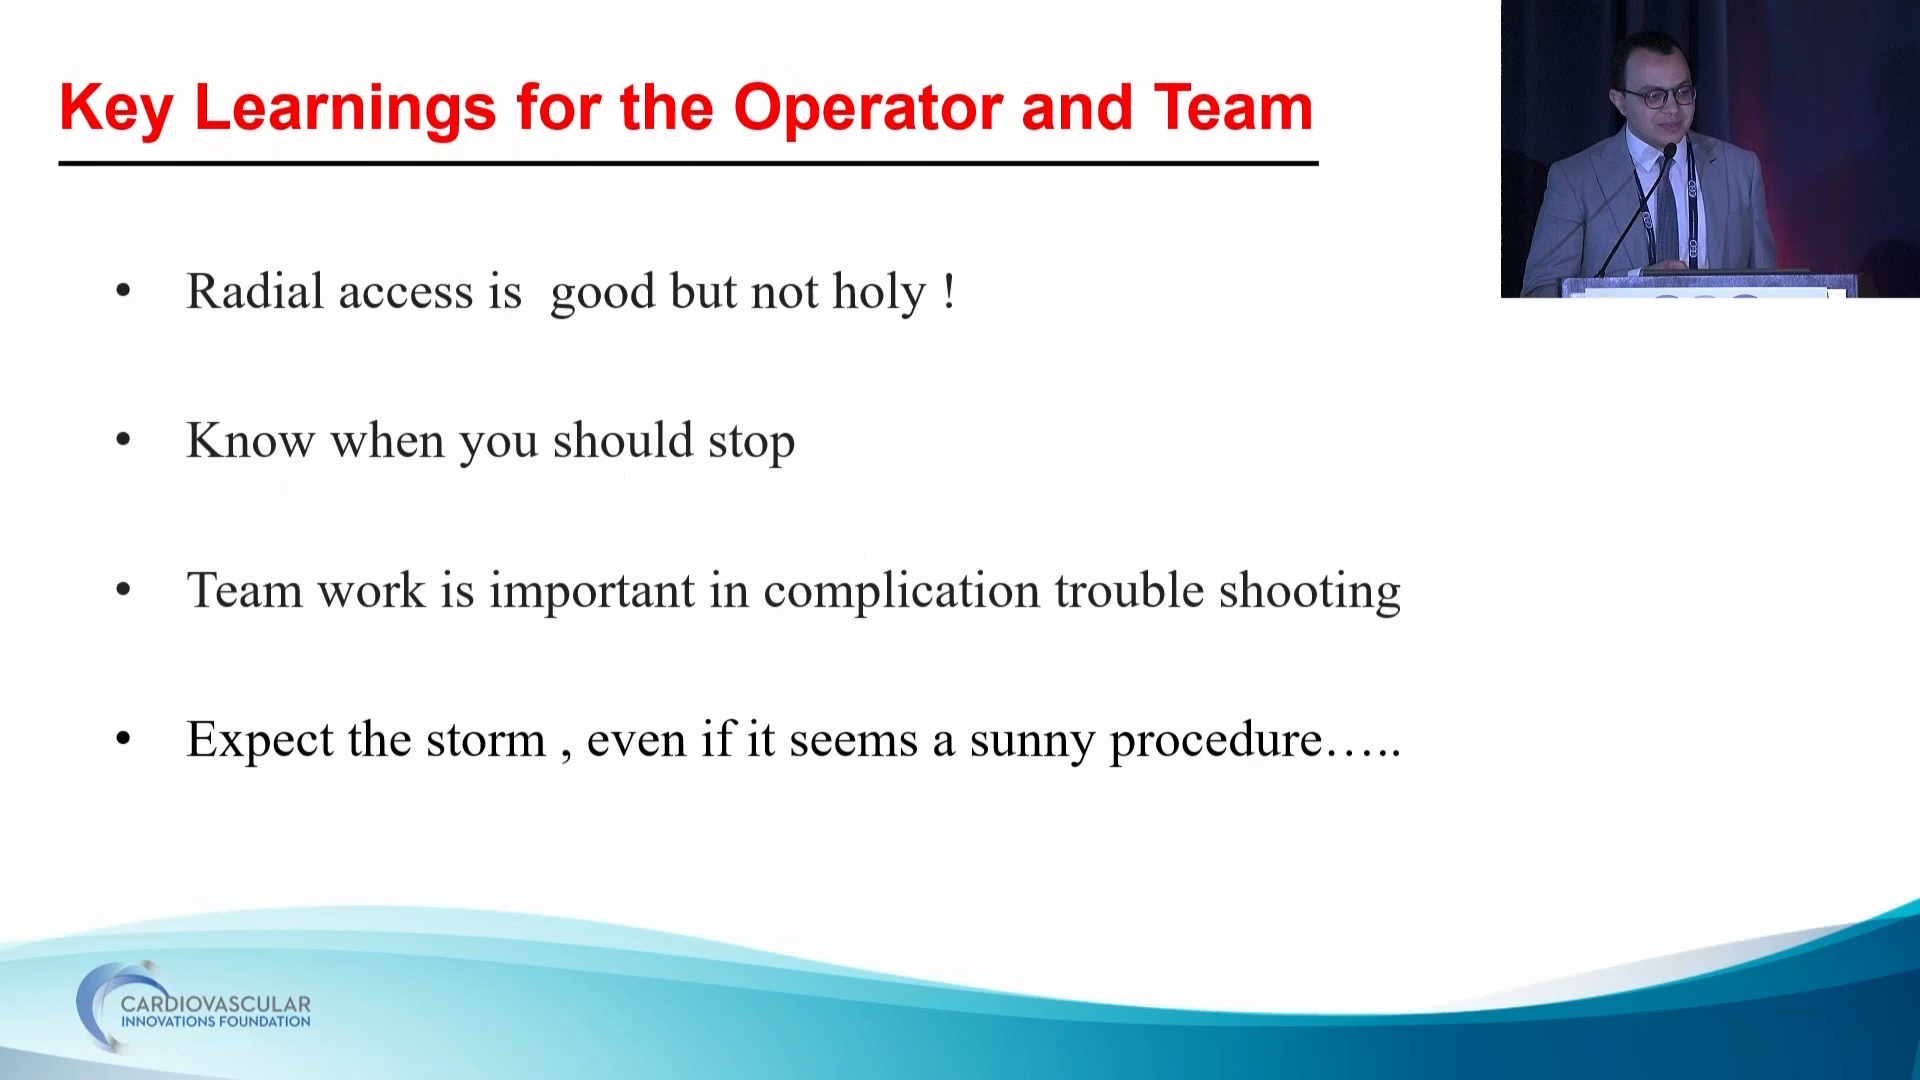 Key Learnings for the Operator and Team
• Radial access is  good but not holy !
• Know when you should stop
• Team work is important in complication trouble shooting
• Expect the storm , even if it seems a sunny procedure…..
CARDIOVASCULAR
INNOVATIONS FOUNDATION